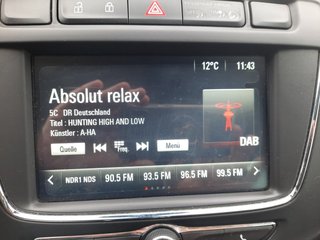 12°C 11:43
Absolut relax
5C DR Deutschland
Titel : HUNTING HIGH AND LOW
Künstler : A-HA
Quelle Freq. Menü DAB
NDR1 NDS 90.5 FM 93.5 FM 96.5 FM 99.5 FM